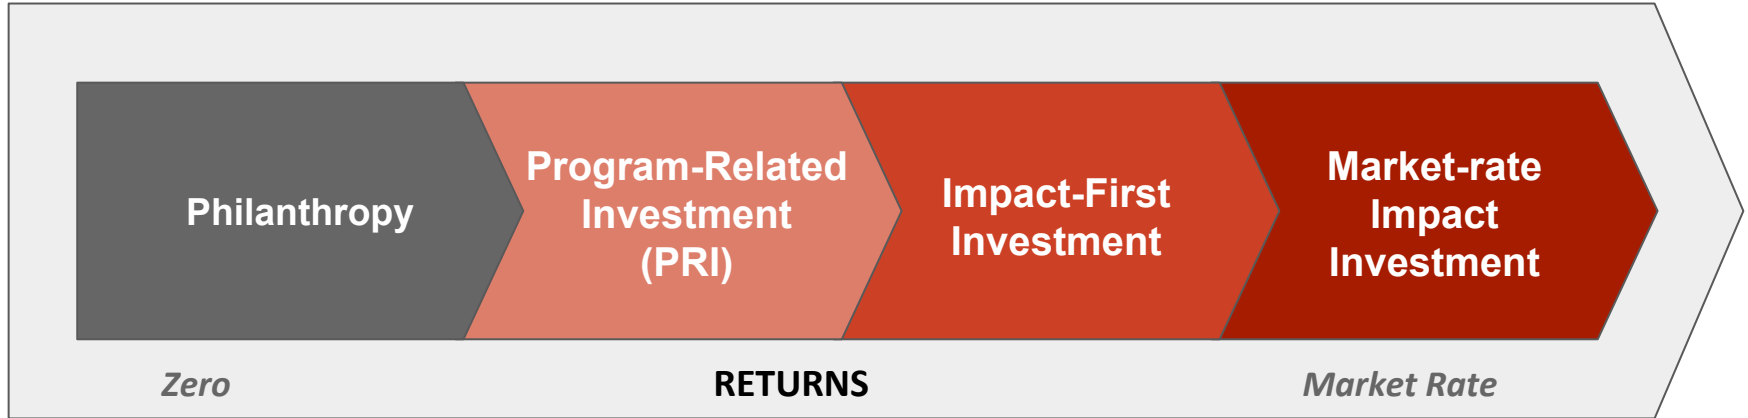 Philanthropy
Program-Related
Investment
(PRI)
Impact-First
Investment
Market-rate
Impact
Investment
Zero
RETURNS
Market Rate